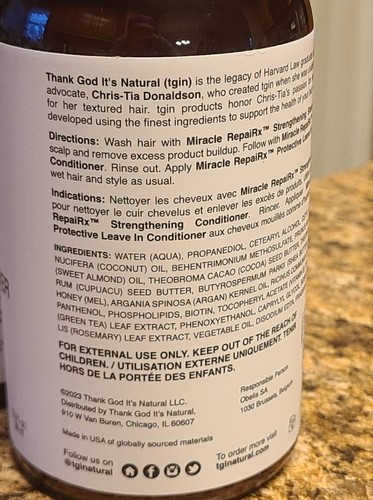 Thank God It's Natural (tgin) is the legacy of Harvard Law
advocate, Chris-Tia Donaldson, who created tgin when she was
for her textured hair. tgin products honor Chris-Tia's passion
developed using the finest ingredients to support the health of
Directions: Wash hair with Miracle RepaiRx™ Strengthening
scalp and remove excess product buildup. Follow with Miracle
Conditioner. Rinse out. Apply Miracle RepaiRx™ Protective Leave
wet hair and style as usual.
Indications: Nettoyer les cheveux avec Miracle RepaiRx™
pour nettoyer le cuir chevelus et enlever les excès de produits.
RepaiRx™ Strengthening Conditioner. Rincer.
Protective Leave In Conditioner aux cheveux mouillés
INGREDIENTS: WATER (AQUA), PROPANEDIOL, CETEARYL
NUCIFERA (COCONUT) OIL, BEHENTRIMONIUM METHOSULFATE,
(SWEET ALMOND) OIL, THEOBROMA CACAO (COCOA) SEED BUTTER,
RUM (CUPUACU) SEED BUTTER, BUTYROSPERMUM PARKII
HONEY (MEL), ARGANIA SPINOSA (ARGAN) KERNEL OIL, RICINUS
PANTHENOL, PHOSPHOLIPIDS, BIOTIN, TOCOPHERYL ACETATE
(GREEN TEA) LEAF EXTRACT, PHENOXYETHANOL, CAPRYLYL
LIS (ROSEMARY) LEAF EXTRACT, VEGETABLE OIL, DISODIUM EDTA,
FOR EXTERNAL USE ONLY. KEEP OUT OF THE REACH OF
CHILDREN. / UTILISATION EXTERNE UNIQUEMENT. TENIR
HORS DE LA PORTÉE DES ENFANTS.
©2023 Thank God It's Natural LLC.
Distributed by Thank God It's Natural,
910 W Van Buren, Chicago, IL 60607
Responsible Person
Obelis SA
1030 Brussels, Belgium
Made in USA of globally sourced materials
Follow us on
@tginatural
To order more visit
tginatural.com